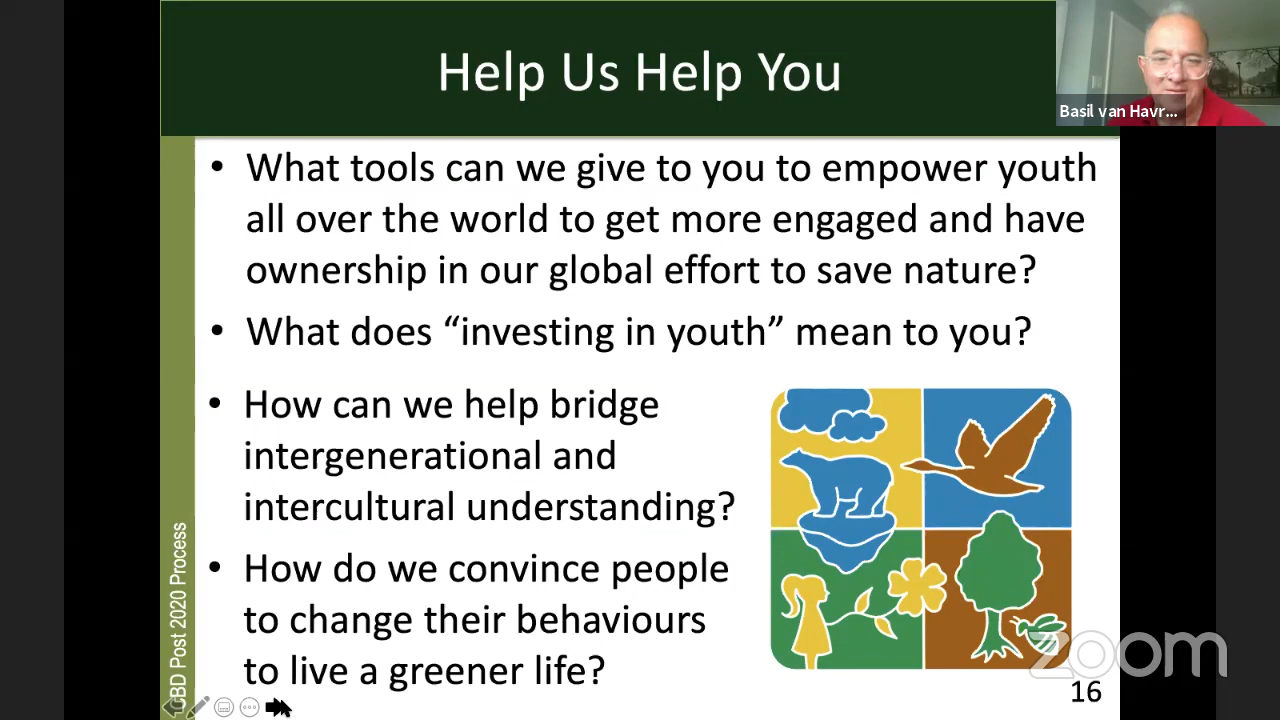 Help Us Help You
Basil van Havr...
• What tools can we give to you to empower youth
all over the world to get more engaged and have
ownership in our global effort to save nature?
• What does “investing in youth” mean to you?
• How can we help bridge
intergenerational and
intercultural understanding?
• How do we convince people
to change their behaviours
to live a greener life?
CBD Post 2020 Process
zoom
16